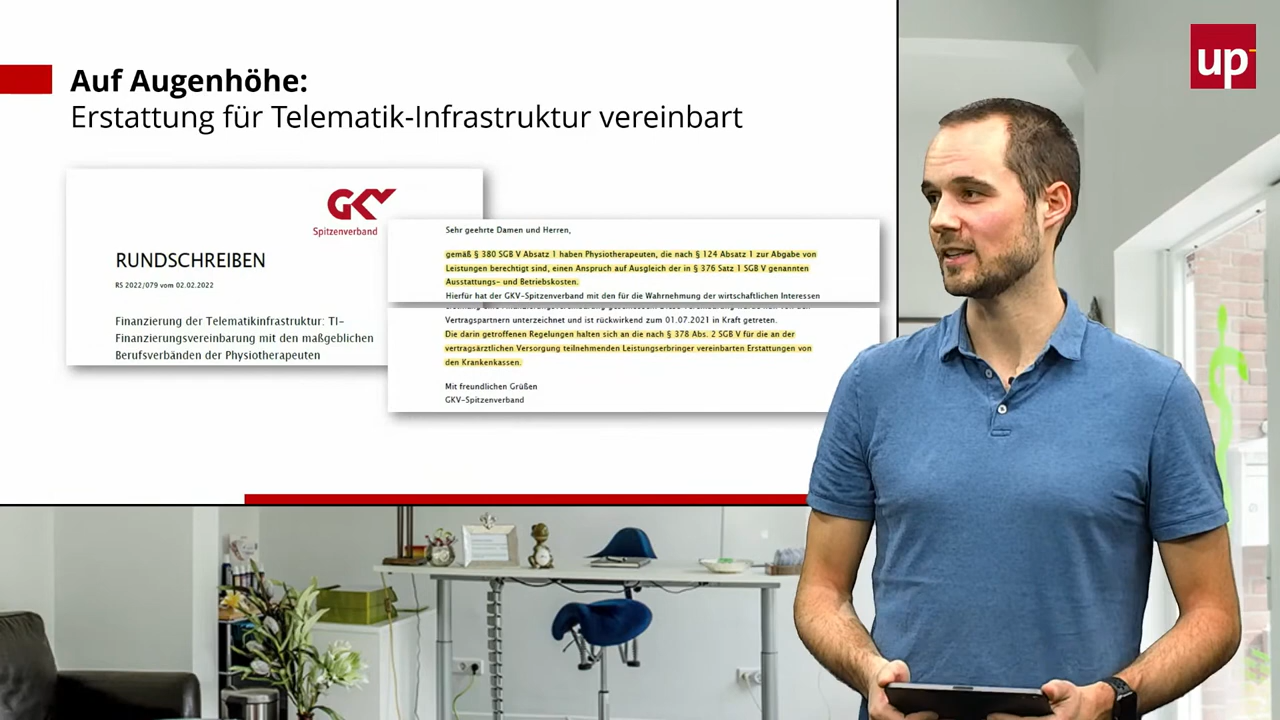 up
Auf Augenhöhe:
Erstattung für Telematik-Infrastruktur vereinbart
GKV
Spitzenverband
RUNDSCHREIBEN
RS 2022/079 vom 02.02.2022
Finanzierung der Telematikinfrastruktur: TI-
Finanzierungsvereinbarung mit den maßgeblichen
Berufsverbänden der Physiotherapeuten
Sehr geehrte Damen und Herren,
gemäß § 380 SGB V Absatz 1 haben Physiotherapeuten, die nach § 124 Absatz 1 zur Abgabe von
Leistungen berechtigt sind, einen Anspruch auf Ausgleich der in § 376 Satz 1 SGB V genannten
Ausstattungs- und Betriebskosten.
Hierfür hat der GKV-Spitzenverband mit den für die Wahrnehmung der wirtschaftlichen Interessen
Vertragspartnern unterzeichnet und ist rückwirkend zum 01.07.2021 in Kraft getreten.
Die darin getroffenen Regelungen halten sich an die nach § 378 Abs. 2 SGB V für die an der
vertragsärztlichen Versorgung teilnehmenden Leistungserbringer vereinbarten Erstattungen von
den Krankenkassen.
Mit freundlichen Grüßen
GKV-Spitzenverband